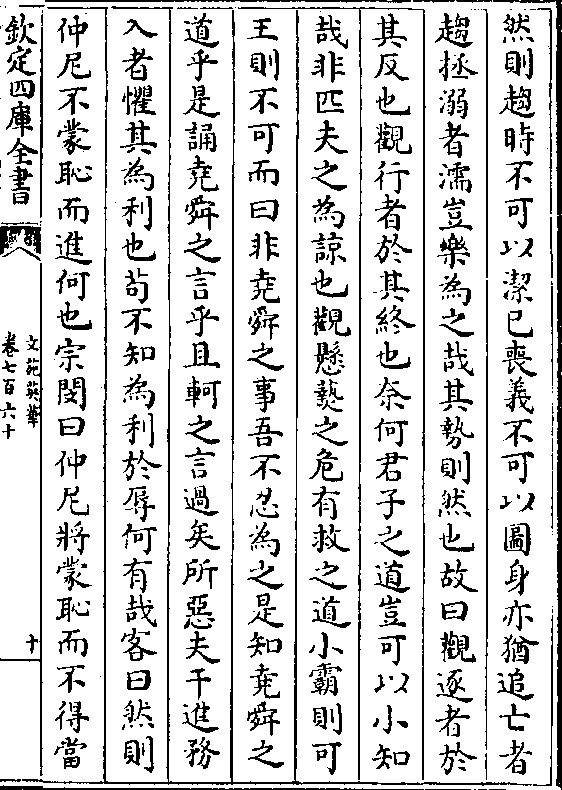 然則趨時不可以潔已喪義不可以圖身亦猶追亡者
趨拯溺者濡豈樂為之哉其勢則然也故曰觀逐者於
其反也觀行者於其終也奈何君子之道豈可以小知
哉非匹夫之為諒也觀懸𫝑之危有救之道小霸則可
王則不可而曰非堯舜之事吾不忍為之是知堯舜之
道乎是誦堯舜之言乎且軻之言過矣所惡夫干進務
入者懼其為利也茍不知為利於辱何有哉客曰然則
仲尼不蒙恥而進何也宗閔曰仲尼將蒙恥而不得當
欽定四庫全書
文苑英華
卷七百六十
十